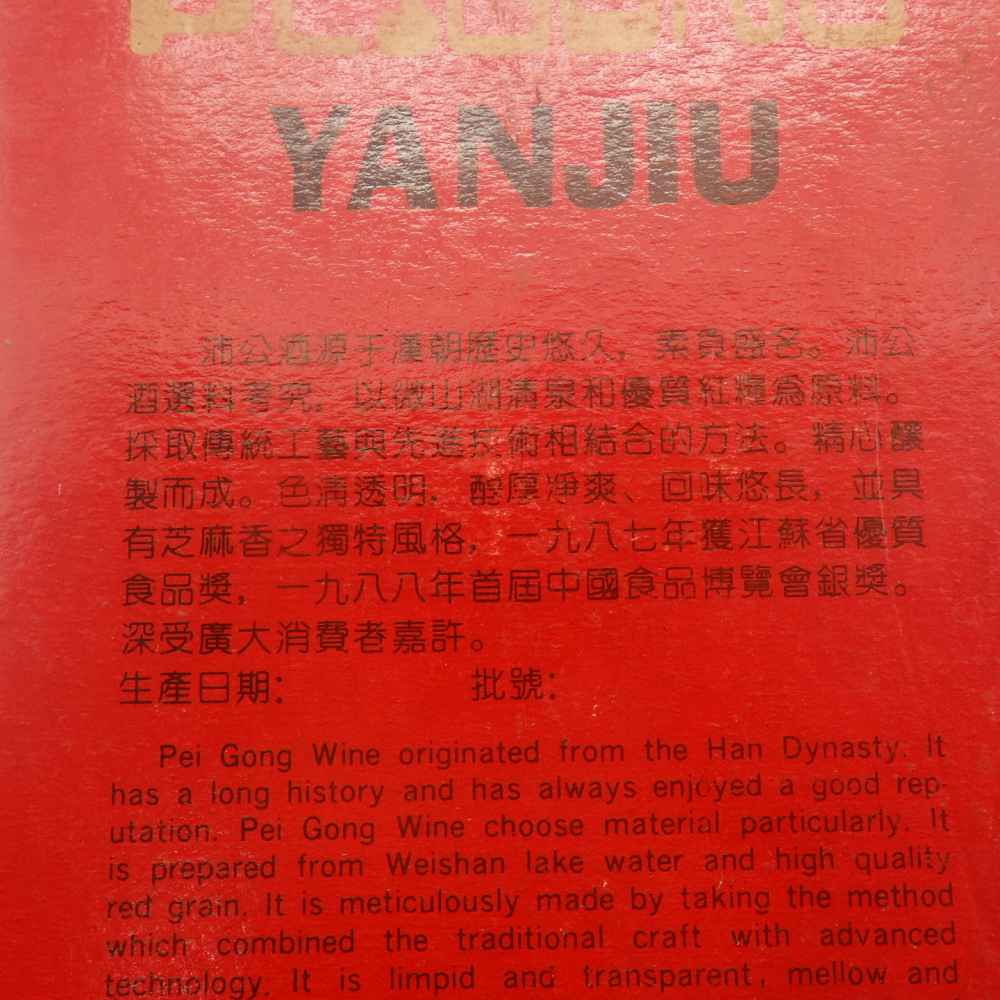 YANJIU
沛公酒源于漢朝歷史悠久，素負盛名。沛公
酒選料考究，以微山湖清泉和優質紅糧爲原料。
採取傳統工藝與先進技術相結合的方法。精心釀
製而成。色清透明，醇厚淨爽、回味悠長，並具
有芝麻香之獨特風格，一九八七年獲江蘇省優質
食品獎，一九八八年首屆中國食品博覽會銀獎。
深受廣大消費者嘉許。
生產日期：　批號：
Pei Gong Wine originated from the Han Dynasty. It
has a long history and has always enjoyed a good rep-
utation. Pei Gong Wine choose material particularly. It
is prepared from Weishan lake water and high quality
red grain. It is meticulously made by taking the method
which combined the traditional craft with advanced
technology. It is limpid and transparent, mellow and